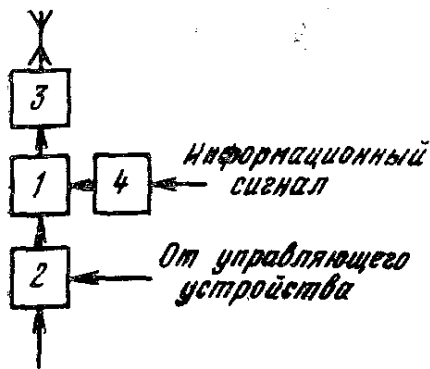 3
1
4
Информационный
сигнал
2
От управляющего
устройства